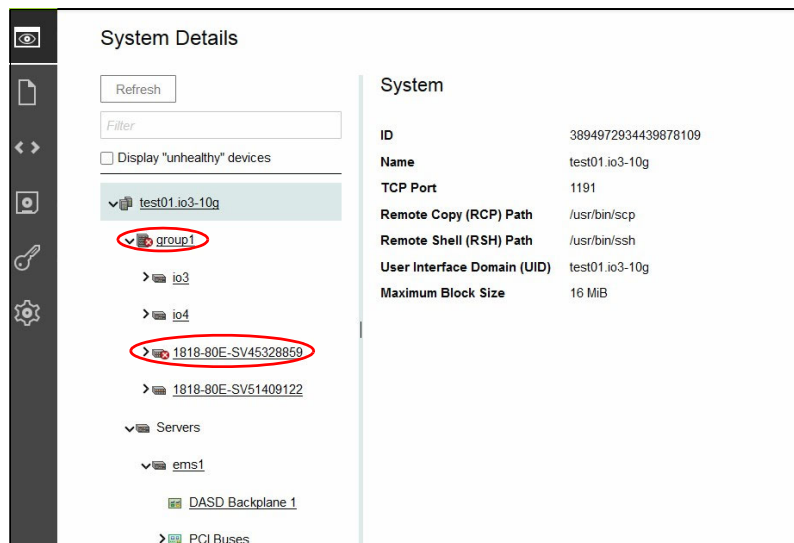 System Details
Refresh
Filter
Display "unhealthy" devices
test01.io3-10g
group1
io3
io4
1818-80E-SV45328859
1818-80E-SV51409122
Servers
ems1
DASD Backplane 1
PCI Buses
System
ID 3894972934439878109
Name test01.io3-10g
TCP Port 1191
Remote Copy (RCP) Path /usr/bin/scp
Remote Shell (RSH) Path /usr/bin/ssh
User Interface Domain (UID) test01.io3-10g
Maximum Block Size 16 MiB